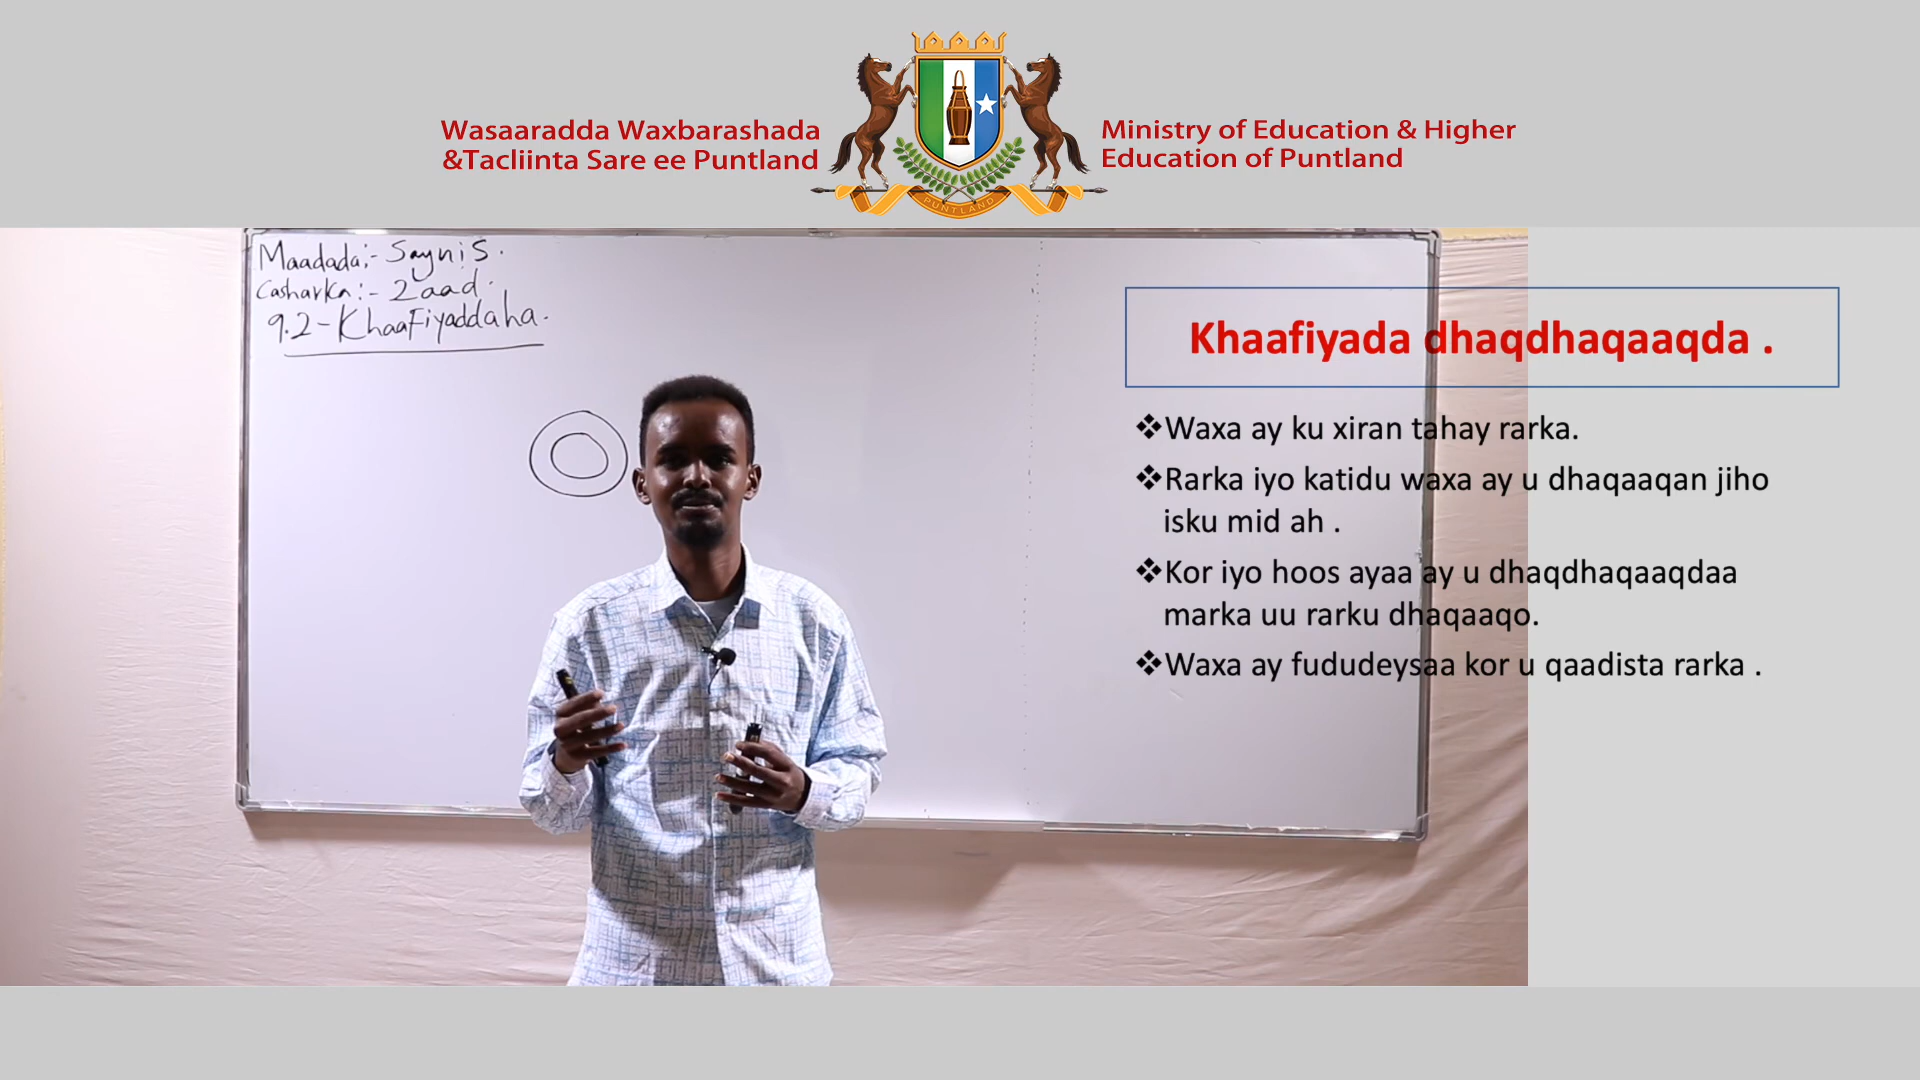 Wasaaradda Waxbarashada
&Tacliinta Sare ee Puntland
Ministry of Education & Higher
Education of Puntland
PUNTLAND
Maadada:- Saynis.
Casharka:- 2aad.
9.2-Khaafiyaddaha.
Khaafiyada dhaqdhaqaaqda .
❖Waxa ay ku xiran tahay rarka.
❖Rarka iyo katidu waxa ay u dhaqaaqan jiho
isku mid ah .
❖Kor iyo hoos ayaa ay u dhaqdhaqaaqdaa
marka uu rarku dhaqaaqo.
❖Waxa ay fududeysaa kor u qaadista rarka .